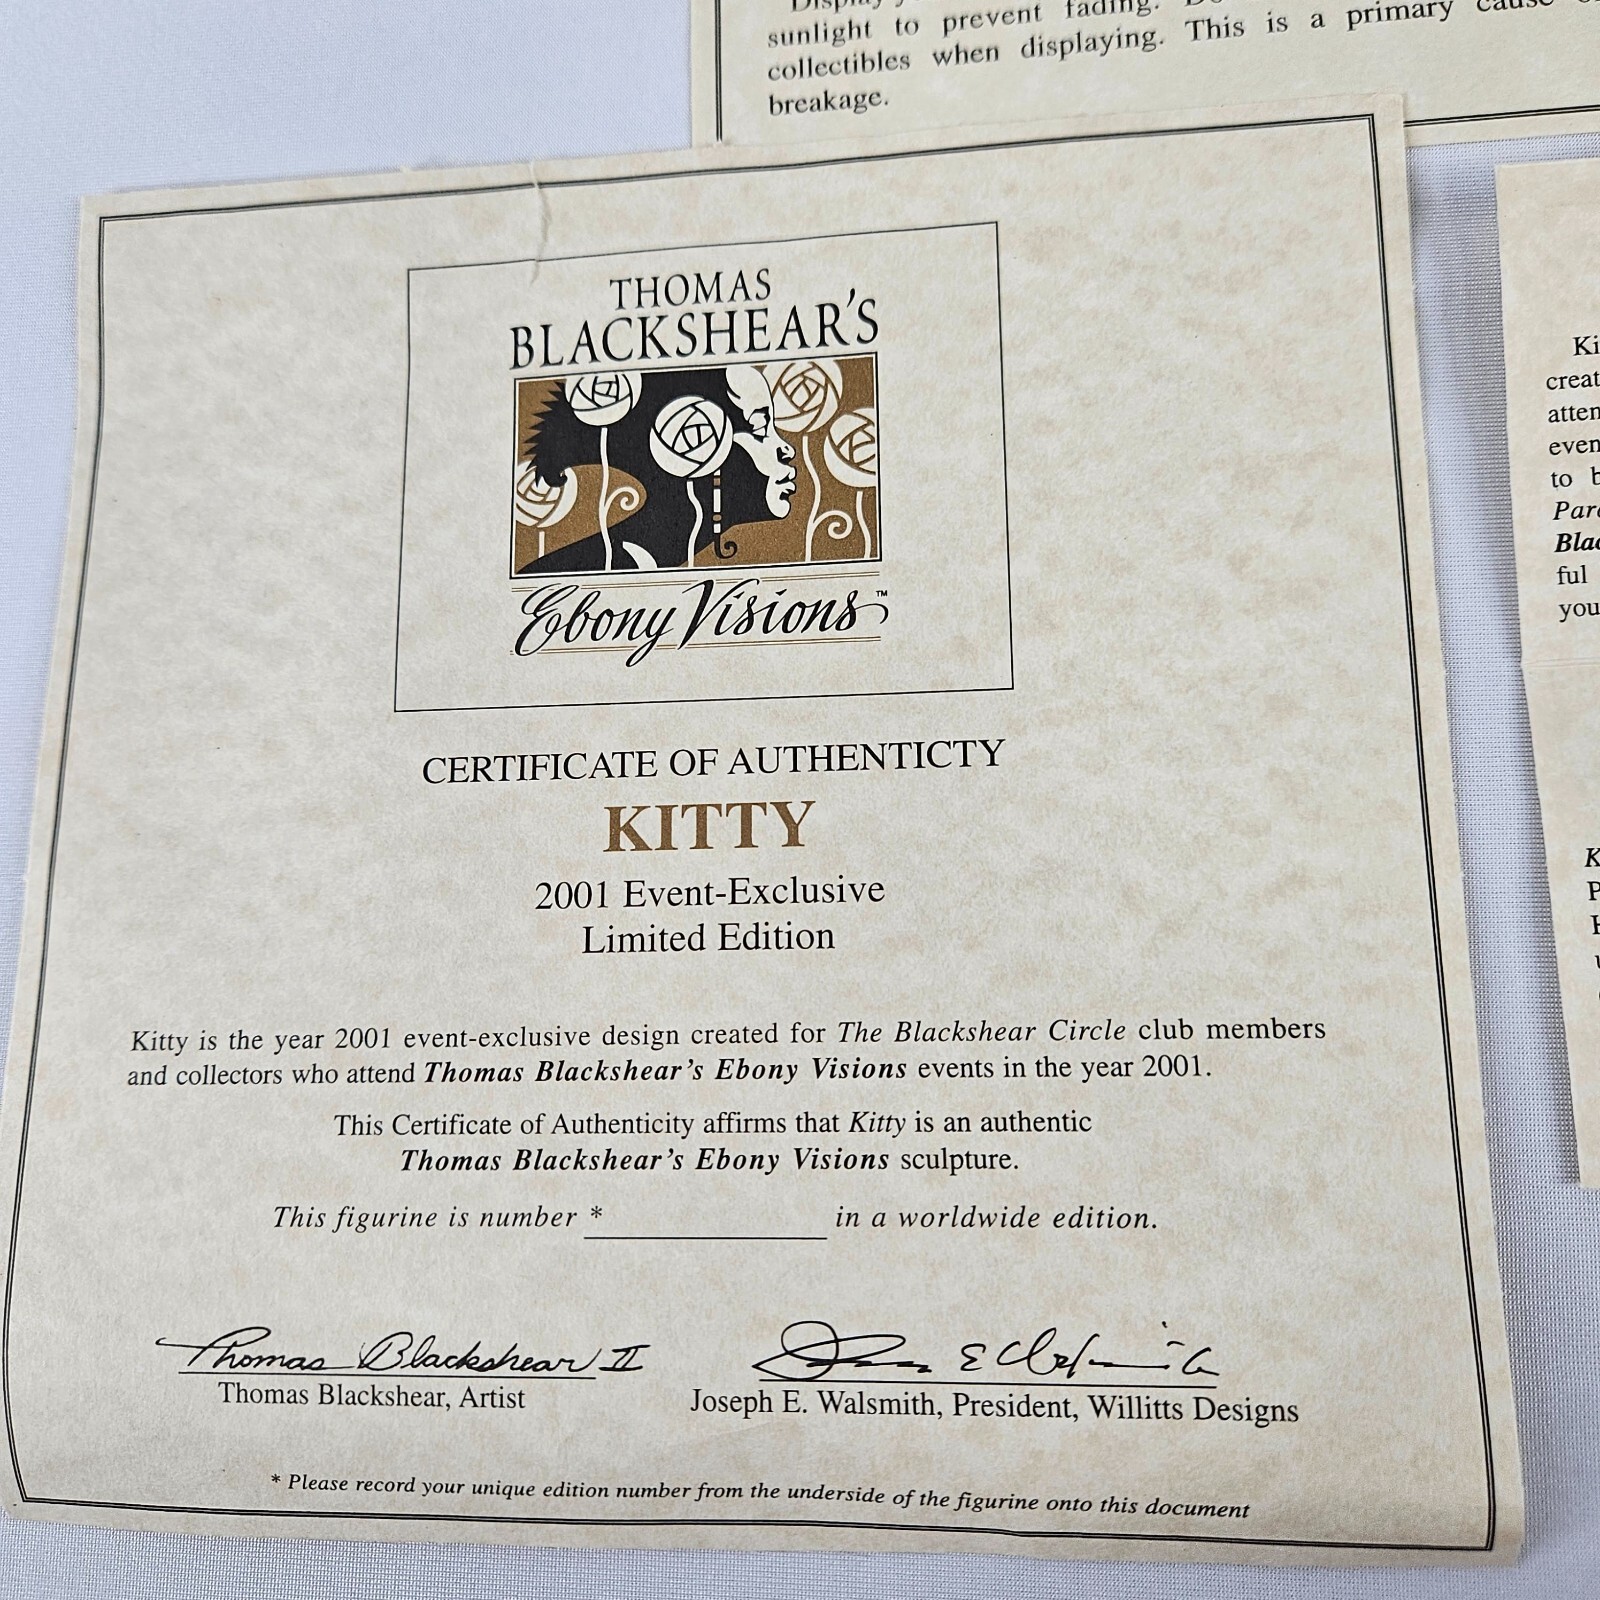 sunlight to prevent fading.
collectibles when displaying. This is a primary cause
breakage.
THOMAS
BLACKSHEAR'S
Ebony Visions™
CERTIFICATE OF AUTHENTICTY
KITTY
2001 Event-Exclusive
Limited Edition
Kitty is the year 2001 event-exclusive design created for The Blackshear Circle club members
and collectors who attend Thomas Blackshear's Ebony Visions events in the year 2001.
This Certificate of Authenticity affirms that Kitty is an authentic
Thomas Blackshear's Ebony Visions sculpture.
This figurine is number * in a worldwide edition.
Thomas Blackshear II
Thomas Blackshear, Artist
Joseph E. Walsmith, President, Willitts Designs
* Please record your unique edition number from the underside of the figurine onto this document
to
ful
you